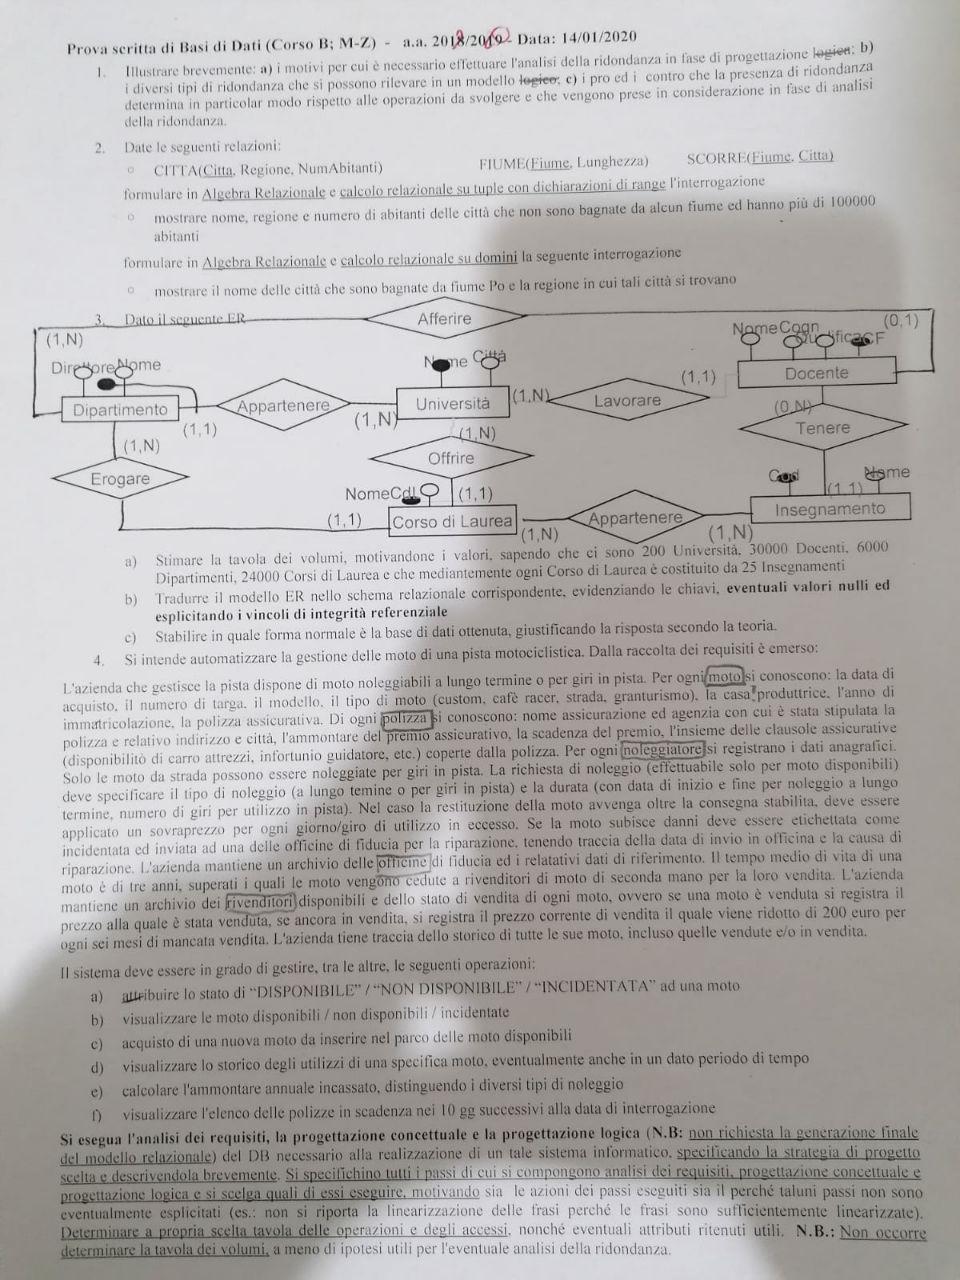 Prova scritta di Basi di Dati (Corso B; M-Z) - a.a. 2018/2019 - Data: 14/01/2020
1. Illustrare brevemente: a) i motivi per cui è necessario effettuare l'analisi della ridondanza in fase di progettazione logica; b)
i diversi tipi di ridondanza che si possono rilevare in un modello logico; c) i pro ed i contro che la presenza di ridondanza
determina in particolar modo rispetto alle operazioni da svolgere e che vengono prese in considerazione in fase di analisi
della ridondanza.
2. Date le seguenti relazioni:
○ CITTA(Citta, Regione, NumAbitanti) FIUME(Fiume, Lunghezza) SCORRE(Fiume, Citta)
formulare in Algebra Relazionale e calcolo relazionale su tuple con dichiarazioni di range l'interrogazione
○ mostrare nome, regione e numero di abitanti delle città che non sono bagnate da alcun fiume ed hanno più di 100000
abitanti
formulare in Algebra Relazionale e calcolo relazionale su domini la seguente interrogazione
○ mostrare il nome delle città che sono bagnate da fiume Po e la regione in cui tali città si trovano
3. Dato il seguente ER
Afferire
(1,N)
(0,1)
Direttore Nome
Nome Città
Nome Cogn Qualifica CF
Dipartimento
Appartenere
Università
Lavorare
Docente
(1,1)
(1,N)
(1,N)
(1,1)
(1,N)
(1,N)
(0,N)
Tenere
Erogare
Offrire
NomeCdL
(1,1)
Cod Nome
(1,1)
(1,1)
Corso di Laurea
(1,N)
Appartenere
(1,N)
Insegnamento
a) Stimare la tavola dei volumi, motivandone i valori, sapendo che ci sono 200 Università, 30000 Docenti, 6000
Dipartimenti, 24000 Corsi di Laurea e che mediantemente ogni Corso di Laurea è costituito da 25 Insegnamenti
b) Tradurre il modello ER nello schema relazionale corrispondente, evidenziando le chiavi, eventuali valori nulli ed
esplicitando i vincoli di integrità referenziale
c) Stabilire in quale forma normale è la base di dati ottenuta, giustificando la risposta secondo la teoria.
4. Si intende automatizzare la gestione delle moto di una pista motociclistica. Dalla raccolta dei requisiti è emerso:
L'azienda che gestisce la pista dispone di moto noleggiabili a lungo termine o per giri in pista. Per ogni moto si conoscono: la data di
acquisto, il numero di targa, il modello, il tipo di moto (custom, cafè racer, strada, granturismo), la casa produttrice, l'anno di
immatricolazione, la polizza assicurativa. Di ogni polizza si conoscono: nome assicurazione ed agenzia con cui è stata stipulata la
polizza e relativo indirizzo e città, l'ammontare del premio assicurativo, la scadenza del premio, l'insieme delle clausole assicurative
(disponibilitò di carro attrezzi, infortunio guidatore, etc.) coperte dalla polizza. Per ogni noleggiatore si registrano i dati anagrafici.
Solo le moto da strada possono essere noleggiate per giri in pista. La richiesta di noleggio (effettuabile solo per moto disponibili)
deve specificare il tipo di noleggio (a lungo temine o per giri in pista) e la durata (con data di inizio e fine per noleggio a lungo
termine, numero di giri per utilizzo in pista). Nel caso la restituzione della moto avvenga oltre la consegna stabilita, deve essere
applicato un sovraprezzo per ogni giorno/giro di utilizzo in eccesso. Se la moto subisce danni deve essere etichettata come
incidentata ed inviata ad una delle officine di fiducia per la riparazione, tenendo traccia della data di invio in officina e la causa di
riparazione. L'azienda mantiene un archivio delle officine di fiducia ed i relatativi dati di riferimento. Il tempo medio di vita di una
moto è di tre anni, superati i quali le moto vengono cedute a rivenditori di moto di seconda mano per la loro vendita. L'azienda
mantiene un archivio dei rivenditori disponibili e dello stato di vendita di ogni moto, ovvero se una moto è venduta si registra il
prezzo alla quale è stata venduta, se ancora in vendita, si registra il prezzo corrente di vendita il quale viene ridotto di 200 euro per
ogni sei mesi di mancata vendita. L'azienda tiene traccia dello storico di tutte le sue moto, incluso quelle vendute e/o in vendita.
Il sistema deve essere in grado di gestire, tra le altre, le seguenti operazioni:
a) attribuire lo stato di "DISPONIBILE" / "NON DISPONIBILE" / "INCIDENTATA" ad una moto
b) visualizzare le moto disponibili / non disponibili / incidentate
c) acquisto di una nuova moto da inserire nel parco delle moto disponibili
d) visualizzare lo storico degli utilizzi di una specifica moto, eventualmente anche in un dato periodo di tempo
e) calcolare l'ammontare annuale incassato, distinguendo i diversi tipi di noleggio
f) visualizzare l'elenco delle polizze in scadenza nei 10 gg successivi alla data di interrogazione
Si esegua l'analisi dei requisiti, la progettazione concettuale e la progettazione logica (N.B: non richiesta la generazione finale
del modello relazionale) del DB necessario alla realizzazione di un tale sistema informatico, specificando la strategia di progetto
scelta e descrivendola brevemente. Si specifichino tutti i passi di cui si compongono analisi dei requisiti, progettazione concettuale e
progettazione logica e si scelga quali di essi eseguire, motivando sia le azioni dei passi eseguiti sia il perché taluni passi non sono
eventualmente esplicitati (es.: non si riporta la linearizzazione delle frasi perché le frasi sono sufficientemente linearizzate).
Determinare a propria scelta tavola delle operazioni e degli accessi, nonché eventuali attributi ritenuti utili. N.B.: Non occorre
determinare la tavola dei volumi, a meno di ipotesi utili per l'eventuale analisi della ridondanza.